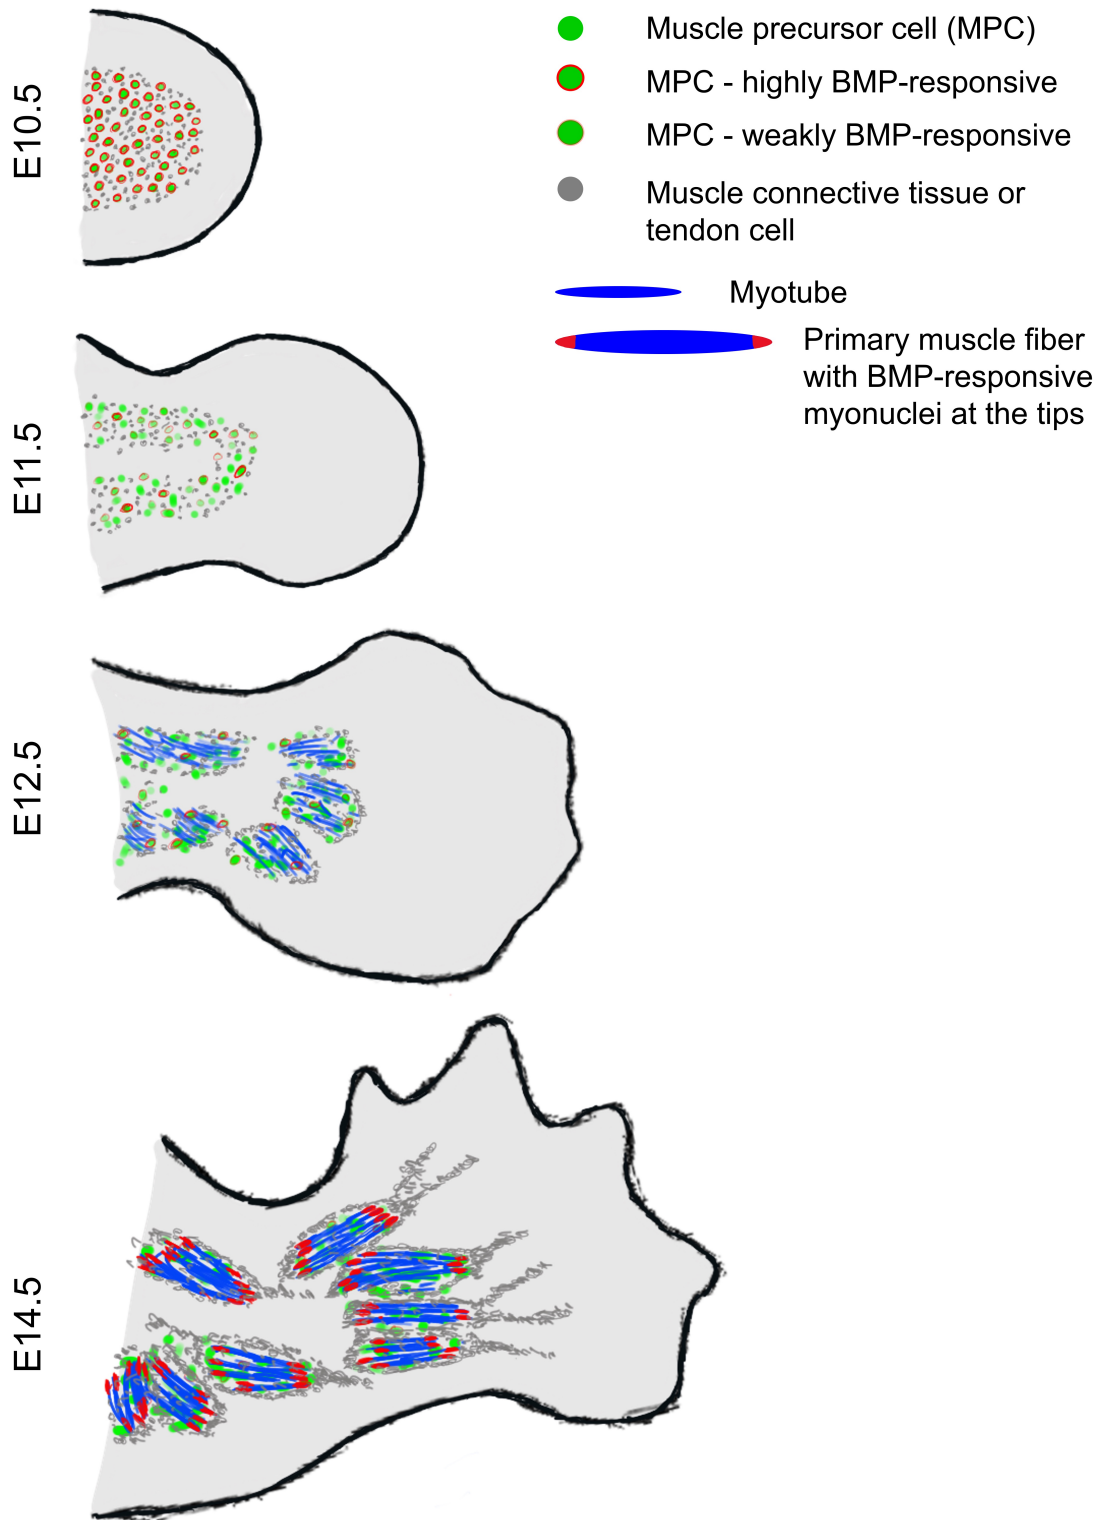 E10.5
Muscle precursor cell (MPC)
MPC - highly BMP-responsive
MPC - weakly BMP-responsive
Muscle connective tissue or
tendon cell
Myotube
Primary muscle fiber
with BMP-responsive
myonuclei at the tips
E11.5
E12.5
E14.5